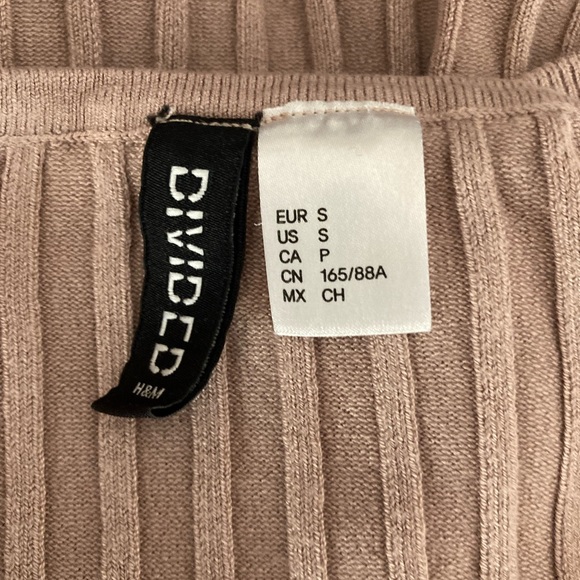 DIVIDED
H&M
EUR S
US S
CA P
CN 165/88A
MX CH